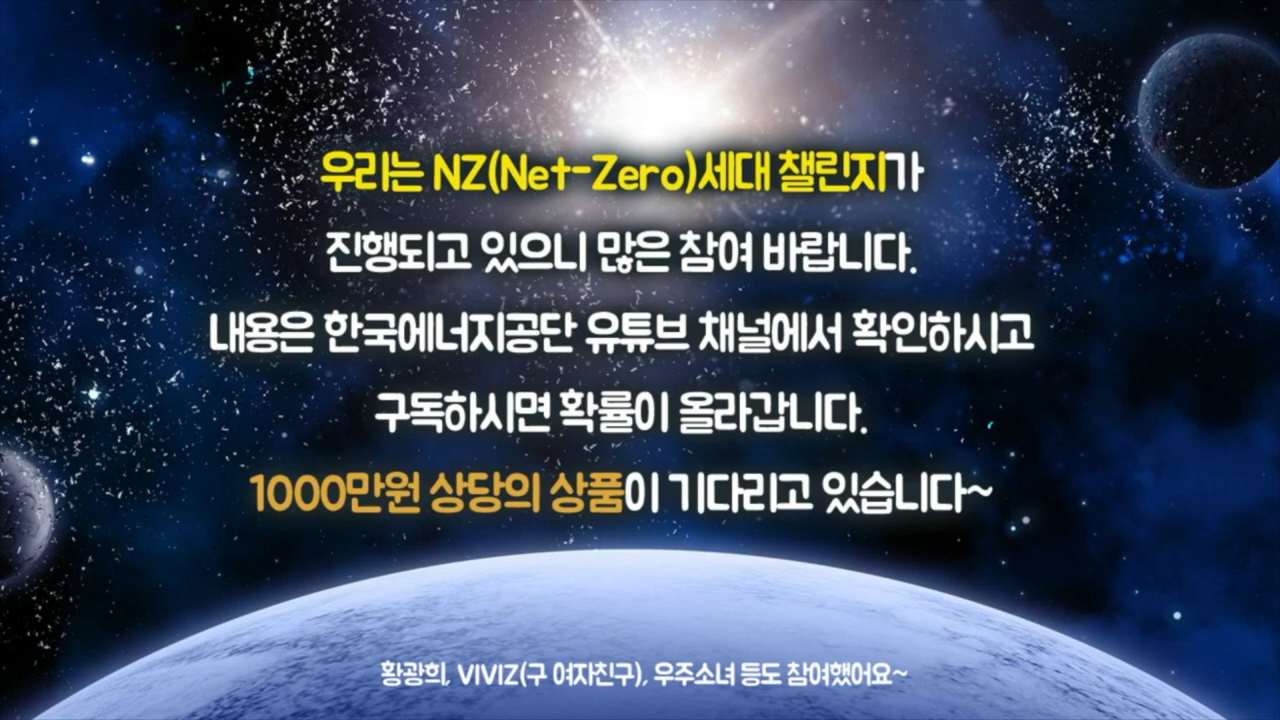 우리는 NZ(Net-Zero)세대 챌린지가
진행되고 있으니 많은 참여 바랍니다.
내용은 한국에너지공단 유튜브 채널에서 확인하시고
구독하시면 확률이 올라갑니다.
1000만원 상당의 상품이 기다리고 있습니다~
황광희, VIVIZ(구 여자친구), 우주소녀 등도 참여했어요~